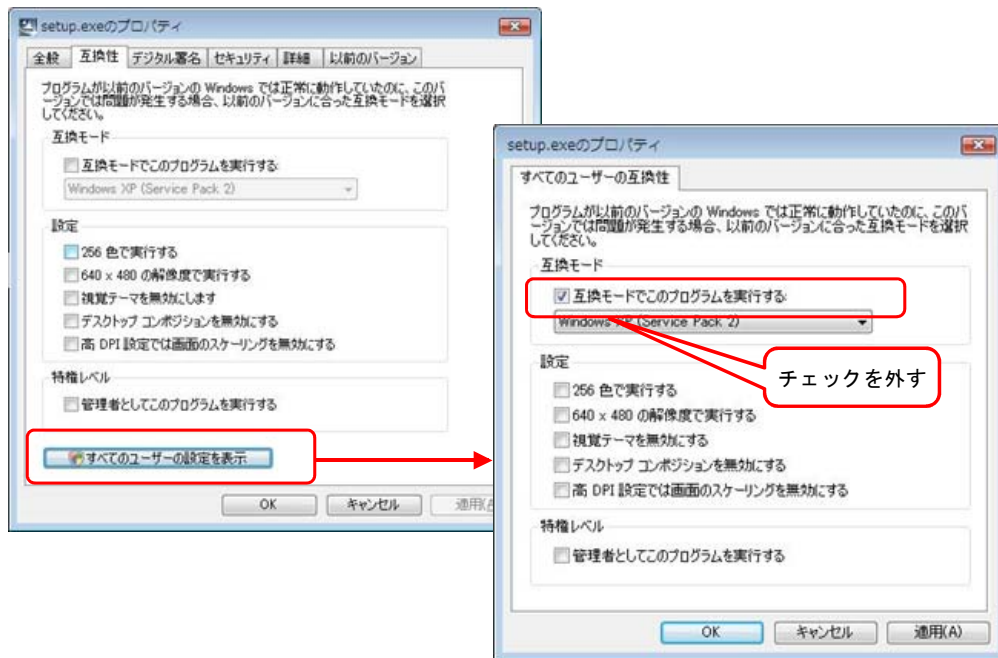 setup.exeのプロパティ
全般 互換性 デジタル署名 セキュリティ 詳細 以前のバージョン
プログラムが以前のバージョンの Windows では正常に動作していたのに、このバ
ージョンでは問題が発生する場合、以前のバージョンに合った互換モードを選択
してください。
互換モード
互換モードでこのプログラムを実行する:
Windows XP (Service Pack 2)
設定
256 色で実行する
640 x 480 の解像度で実行する
視覚テーマを無効にします
デスクトップ コンポジションを無効にする
高 DPI 設定では画面のスケーリングを無効にする
特権レベル
管理者としてこのプログラムを実行する
すべてのユーザーの設定を表示
OK キャンセル 適用(A
setup.exeのプロパティ
すべてのユーザーの互換性
プログラムが以前のバージョンの Windows では正常に動作していたのに、このバ
ージョンでは問題が発生する場合、以前のバージョンに合った互換モードを選択
してください。
互換モード
互換モードでこのプログラムを実行する:
Windows XP (Service Pack 2)
設定
チェックを外す
256 色で実行する
640 x 480 の解像度で実行する
視覚テーマを無効にする
デスクトップ コンポジションを無効にする
高 DPI 設定では画面のスケーリングを無効にする
特権レベル
管理者としてこのプログラムを実行する
OK キャンセル 適用(A)